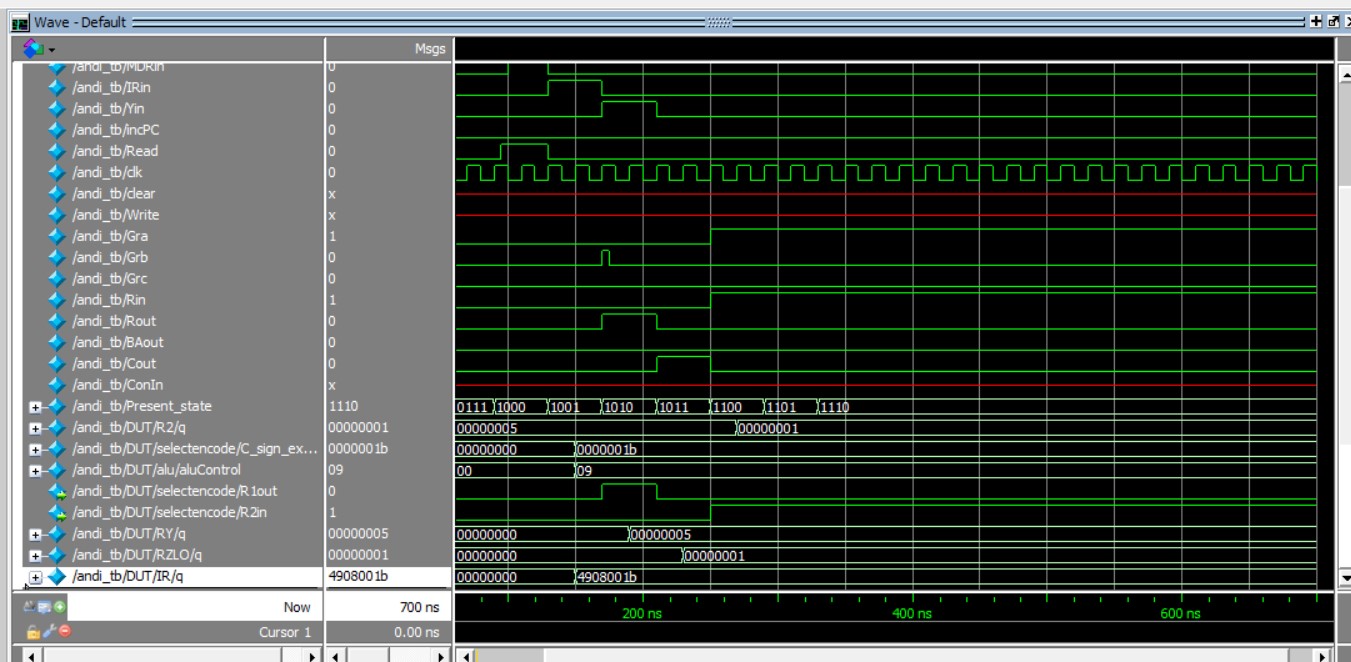 Wave - Default
Msgs
/andi_tb/MDRin 0
/andi_tb/IRin 0
/andi_tb/Yin 0
/andi_tb/incPC 0
/andi_tb/Read 0
/andi_tb/clk 0
/andi_tb/clear x
/andi_tb/Write x
/andi_tb/Gra 1
/andi_tb/Grb 0
/andi_tb/Grc 0
/andi_tb/Rin 1
/andi_tb/Rout 0
/andi_tb/BAout 0
/andi_tb/Cout 0
/andi_tb/ConIn x
/andi_tb/Present_state 1110 0111 1000 1001 1010 1011 1100 1101 1110
/andi_tb/DUT/R2/q 00000001 00000005 00000001
/andi_tb/DUT/selectencode/C_sign_ex... 0000001b 00000000 0000001b
/andi_tb/DUT/alu/aluControl 09 00 09
/andi_tb/DUT/selectencode/R1out 0
/andi_tb/DUT/selectencode/R2in 1
/andi_tb/DUT/RY/q 00000005 00000000 00000005
/andi_tb/DUT/RZLO/q 00000001 00000000 00000001
/andi_tb/DUT/IR/q 4908001b 00000000 4908001b
Now 700 ns 200 ns 400 ns 600 ns
Cursor 1 0.00 ns